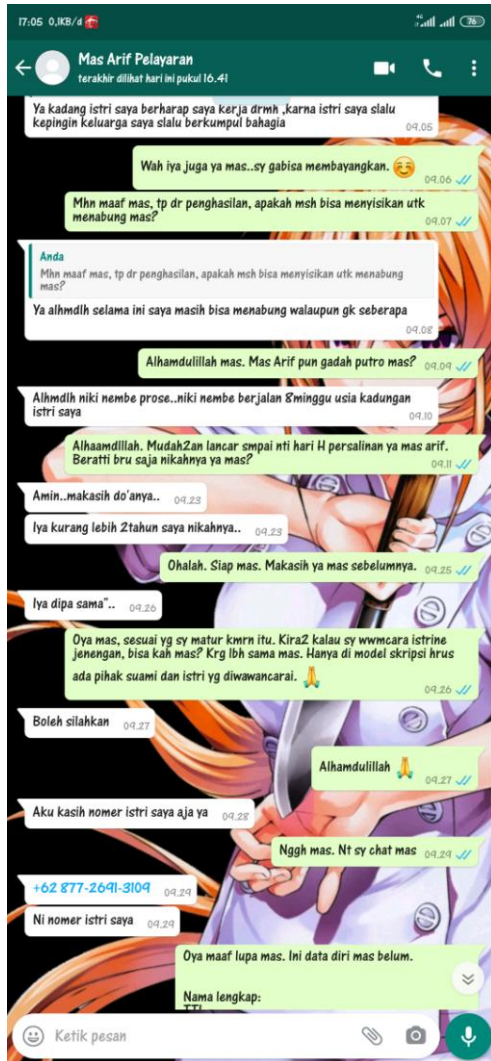 17:05 0,1KB/d
76
Mas Arif Pelayaran
terakhir dilihat hari ini pukul 16.41
Ya kadang istri saya berharap saya kerja drmh ,karna istri saya slalu
kepingin keluarga saya slalu berkumpul bahagia
09.05
Wah iya juga ya mas..sy gabisa membayangkan. ☺️
09.06
Mhn maaf mas, tp dr penghasilan, apakah msh bisa menyisikan utk
menabung mas?
09.07
Anda
Mhn maaf mas, tp dr penghasilan, apakah msh bisa menyisikan utk menabung
mas?
Ya alhmdlh selama ini saya masih bisa menabung walaupun gk seberapa
09.08
Alhamdulillah mas. Mas Arif pun gadah putro mas? 09.09
Alhmdlh niki nembe prose..niki nembe berjalan 8minggu usia kadungan
istri saya
09.10
Alhaamdlllah. Mudah2an lancar smpai nti hari H persalinan ya mas arif.
Beratti bru saja nikahnya ya mas?
09.11
Amin..makasih do'anya.. 09.23
Iya kurang lebih 2tahun saya nikahnya.. 09.23
Ohalah. Siap mas. Makasih ya mas sebelumnya. 09.25
Iya dipa sama".. 09.26
Oya mas, sesuai yg sy matur kmrn itu. Kira2 kalau sy wwmcara istrine
jenengan, bisa kah mas? Krg lbh sama mas. Hanya di model skripsi hrus
ada pihak suami dan istri yg diwawancarai. 🙏
09.26
Boleh silahkan 09.27
Alhamdulillah 🙏 09.27
Aku kasih nomer istri saya aja ya 09.28
Nggh mas. Nt sy chat mas 09.29
+62 877-2691-3109 09.29
Ni nomer istri saya 09.29
Oya maaf lupa mas. Ini data diri mas belum.
Nama lengkap:
Ketik pesan